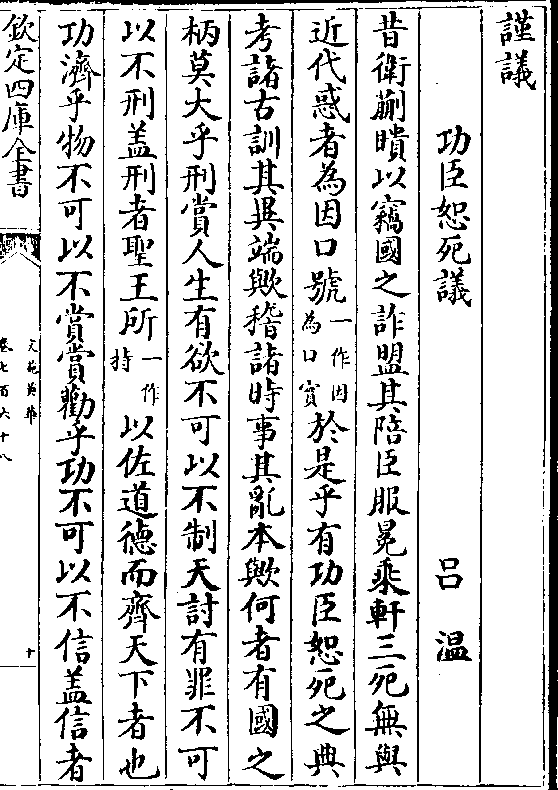 謹議
功臣恕死議 呂溫
昔衛蒯聵以竊國之詐盟其陪臣服冕乗軒三死無與
近代惑者為因口號一作因為口實於是乎有功臣恕死之典
考諸古訓其異端歟稽諸時事其亂本歟何者有國之
柄莫大乎刑賞人生有欲不可以不制天討有罪不可
以不刑盖刑者聖王所一作持以佐道德而齊天下者也
功濟乎物不可以不賞賞勸乎功不可以不信盖信者
欽定四庫全書
文苑英華
卷七百六十八
十